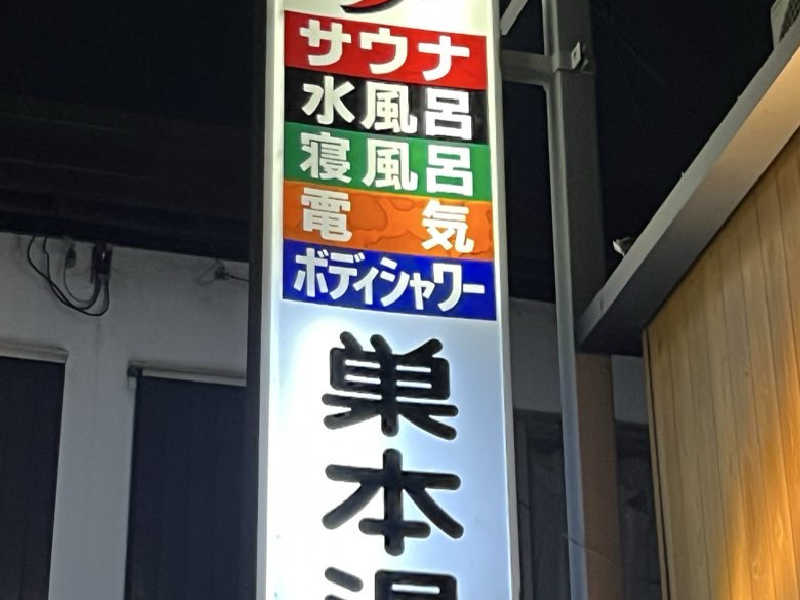 サウナ
水風呂
寝風呂
電気
ボディシャワー
巣本